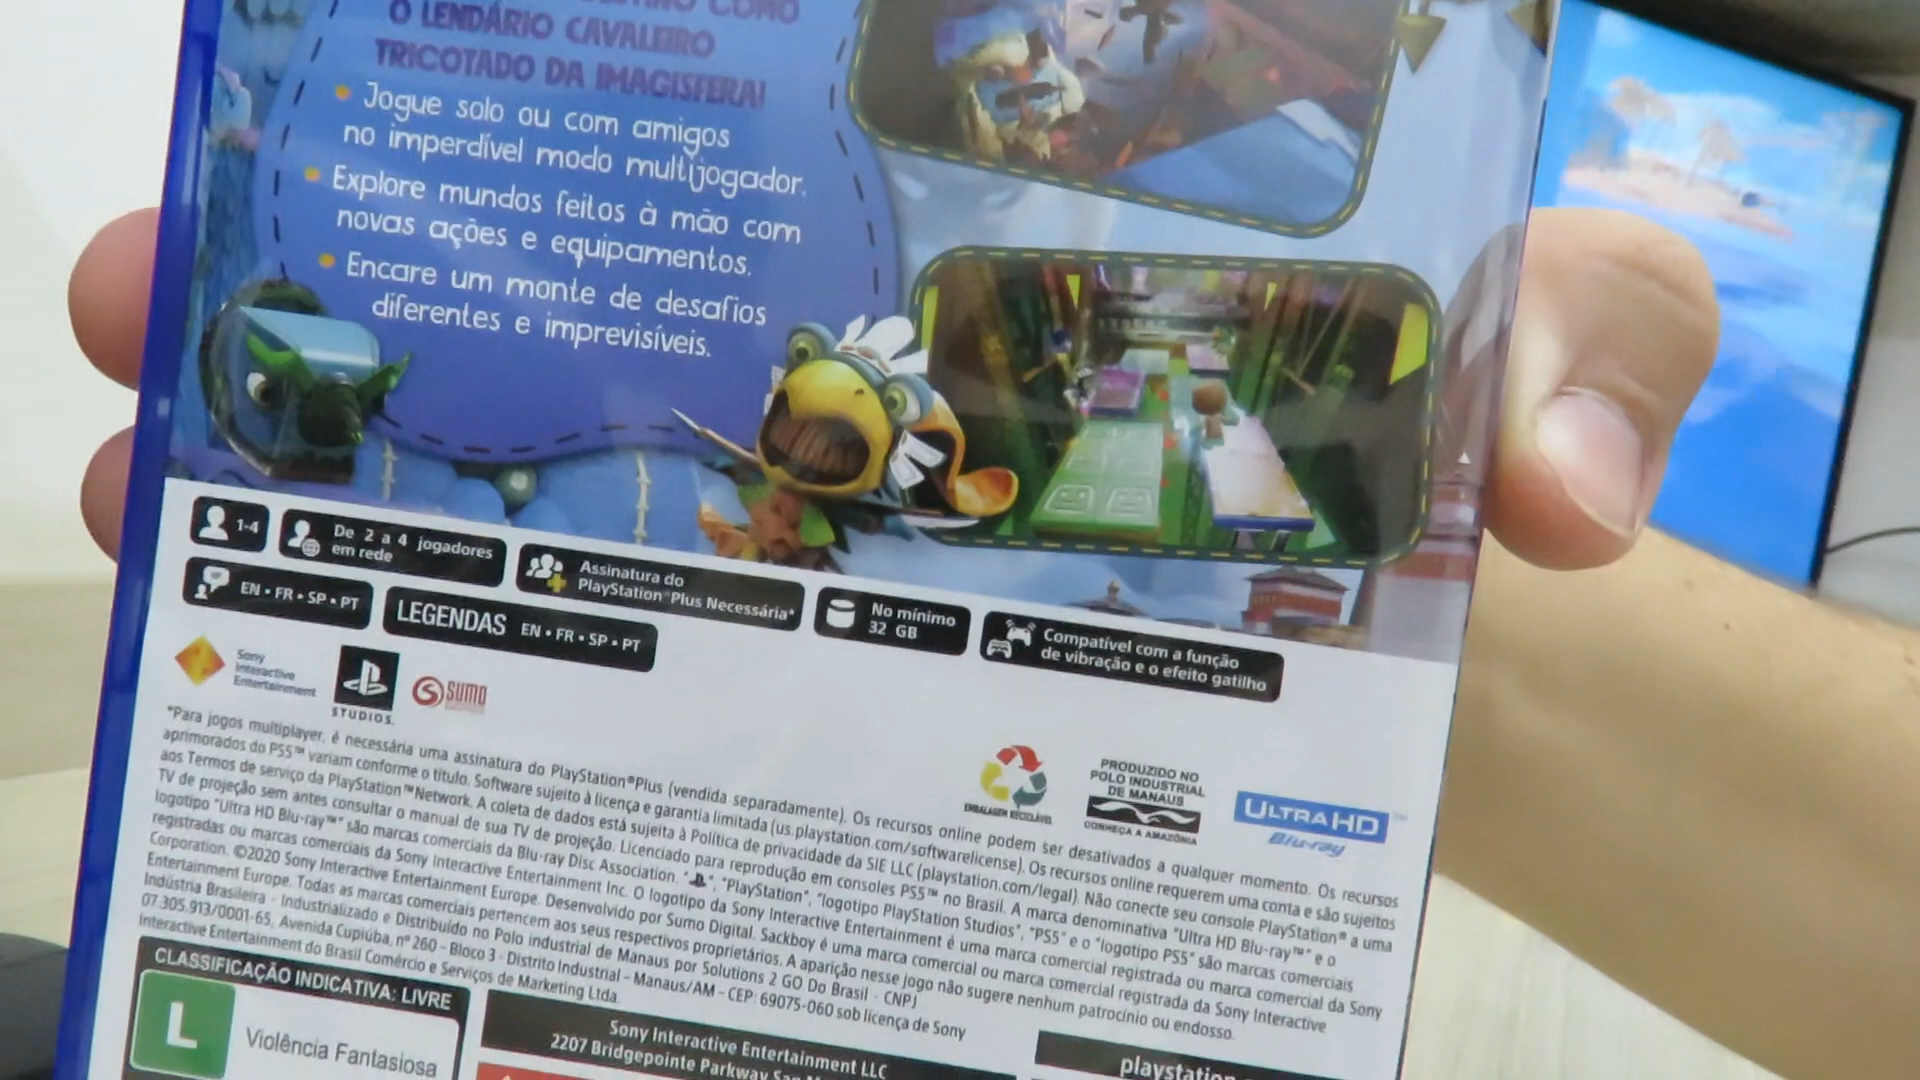 COMO
O LENDÁRIO CAVALEIRO
TRICOTADO DA IMAGISFERA!
• Jogue solo ou com amigos
no imperdível modo multijogador.
• Explore mundos feitos à mão com
novas ações e equipamentos.
• Encare um monte de desafios
diferentes e imprevisíveis.
1-4
De 2 a 4 jogadores
em rede
Assinatura do
PlayStation®Plus Necessária*
No mínimo
32 GB
Compatível com a função
de vibração e o efeito gatilho
EN • FR • SP • PT
LEGENDAS EN • FR • SP • PT
Sony
Interactive
Entertainment
STUDIOS.
SUMO
EMBALAGEM RECICLÁVEL
PRODUZIDO NO
POLO INDUSTRIAL
DE MANAUS
CONHEÇA A AMAZÔNIA
ULTRA HD
Blu-ray
*Para jogos multiplayer, é necessária uma assinatura do PlayStation®Plus (vendida separadamente). Os recursos online podem ser desativados a qualquer momento. Os recursos
aprimorados do PS5™ variam conforme o título. Software sujeito à licença e garantia limitada (us.playstation.com/softwarelicense). Os recursos online requerem uma conta e são sujeitos
aos Termos de serviço da PlayStation™Network. A coleta de dados está sujeita à Política de privacidade da SIE LLC (playstation.com/legal). Não conecte seu console PlayStation® a uma
TV de projeção sem antes consultar o manual de sua TV de projeção. Licenciado para reprodução em consoles PS5™ no Brasil. A marca denominativa "Ultra HD Blu-ray™" e o
logotipo "Ultra HD Blu-ray™" são marcas comerciais da Blu-ray Disc Association. " ", "PlayStation", "logotipo PlayStation Studios", "PS5" e o "logotipo PS5" são marcas comerciais
registradas ou marcas comerciais da Sony Interactive Entertainment Inc. O logotipo da Sony Interactive Entertainment é uma marca comercial registrada ou marca comercial da Sony
Corporation. ©2020 Sony Interactive Entertainment Europe. Desenvolvido por Sumo Digital. Sackboy é uma marca comercial ou marca comercial registrada da Sony Interactive
Entertainment Europe. Todas as marcas comerciais pertencem aos seus respectivos proprietários. A aparição nesse jogo não sugere nenhum patrocínio ou endosso.
Indústria Brasileira - Industrializado e Distribuído no Polo industrial de Manaus por Solutions 2 GO Do Brasil - CNPJ
07.305.913/0001-65, Avenida Cupiúba, nº 260 - Bloco 3 - Distrito Industrial - Manaus/AM - CEP: 69075-060 sob licença de Sony
Interactive Entertainment do Brasil Comércio e Serviços de Marketing Ltda.
CLASSIFICAÇÃO INDICATIVA: LIVRE
L
Violência Fantasiosa
Sony Interactive Entertainment LLC
2207 Bridgepointe Parkway
playstation